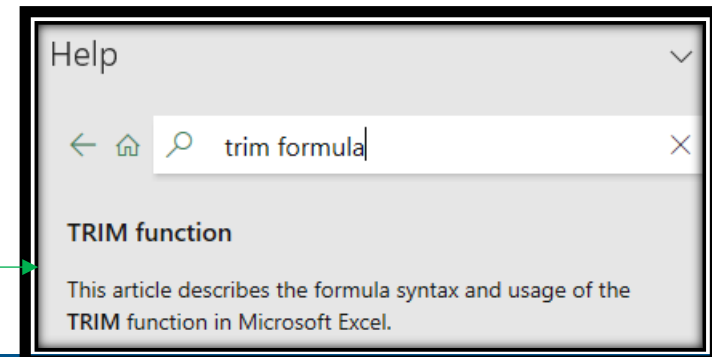 Help
trim formula
TRIM function
This article describes the formula syntax and usage of the
TRIM function in Microsoft Excel.